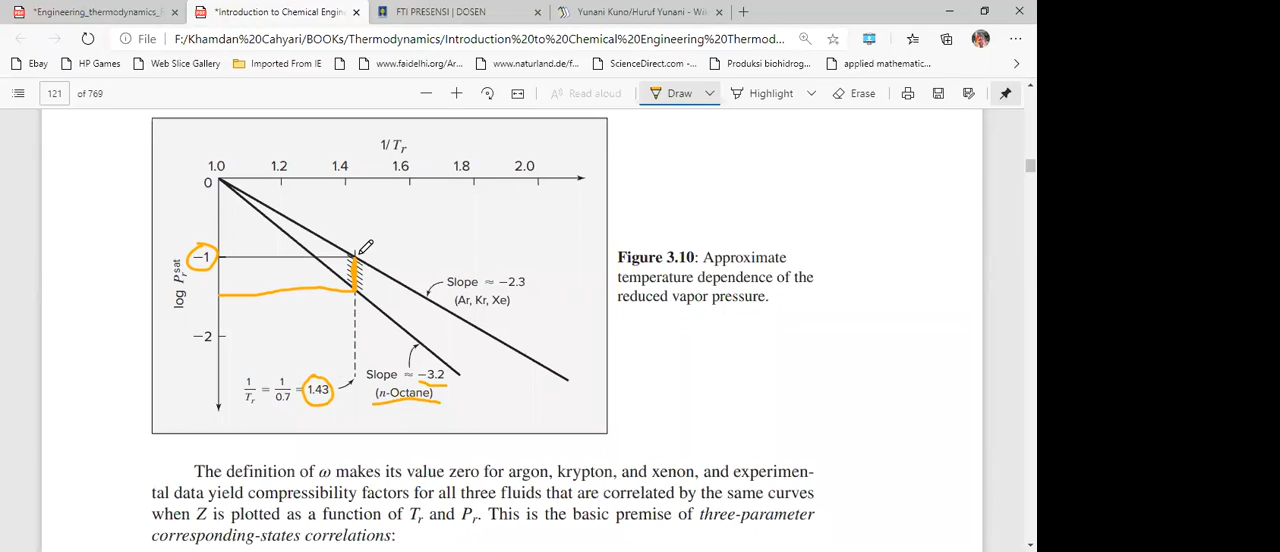 *Engineering_thermodynamics_
*Introduction to Chemical Engin
FTI PRESENSI | DOSEN
Yunani Kuno/Huruf Yunani - Wi
File
F:/Khamdan%20Cahyari/BOOKs/Thermodynamics/Introduction%20to%20Chemical%20Engineering%20Thermod...
Ebay
HP Games
Web Slice Gallery
Imported From IE
www.faidelhi.org/Ar...
www.naturland.de/f...
ScienceDirect.com -...
Produksi biohidrog...
applied mathematic...
121 of 769
Read aloud
Draw
Highlight
Erase
1/Tr
1.0 1.2 1.4 1.6 1.8 2.0
0
−1
−2
log Pr sat
Slope ≈ −2.3
(Ar, Kr, Xe)
Slope ≈ −3.2
(n-Octane)
1/Tr = 1/0.7 = 1.43
Figure 3.10: Approximate
temperature dependence of the
reduced vapor pressure.
The definition of ω makes its value zero for argon, krypton, and xenon, and experimen-
tal data yield compressibility factors for all three fluids that are correlated by the same curves
when Z is plotted as a function of Tr and Pr. This is the basic premise of three-parameter
corresponding-states correlations: